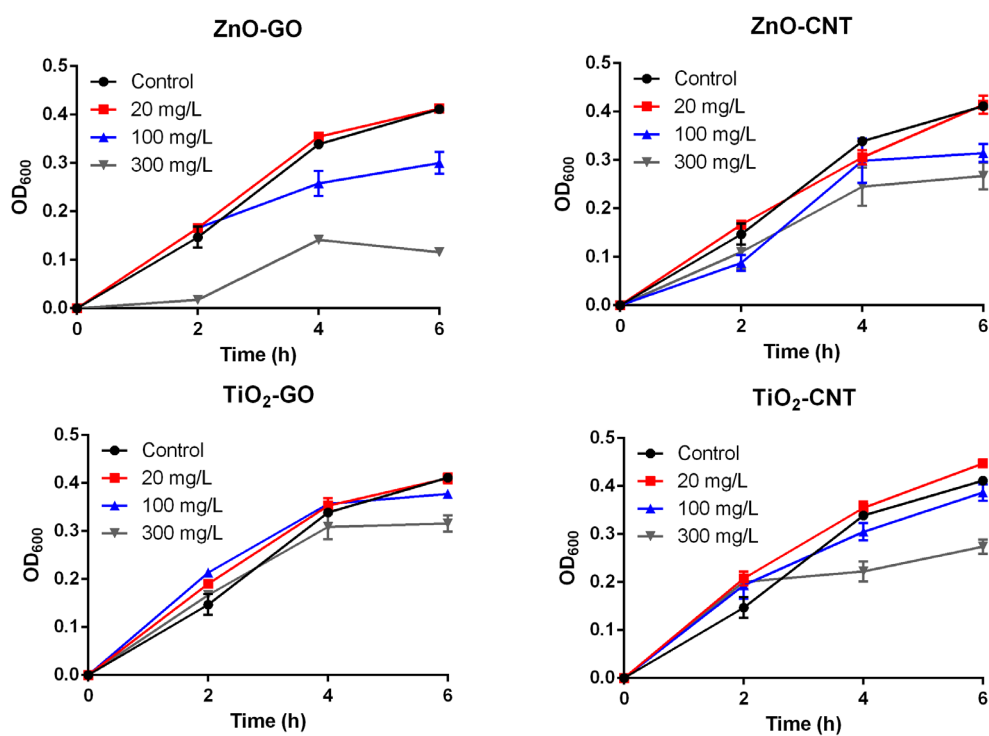 ZnO-GO
0.5
0.4
0.3
0.2
0.1
0.0
OD600
Control
20 mg/L
100 mg/L
300 mg/L
0 2 4 6
Time (h)
ZnO-CNT
0.5
0.4
0.3
0.2
0.1
0.0
OD600
Control
20 mg/L
100 mg/L
300 mg/L
0 2 4 6
Time (h)
TiO2-GO
0.5
0.4
0.3
0.2
0.1
0.0
OD600
Control
20 mg/L
100 mg/L
300 mg/L
0 2 4 6
Time (h)
TiO2-CNT
0.5
0.4
0.3
0.2
0.1
0.0
OD600
Control
20 mg/L
100 mg/L
300 mg/L
0 2 4 6
Time (h)